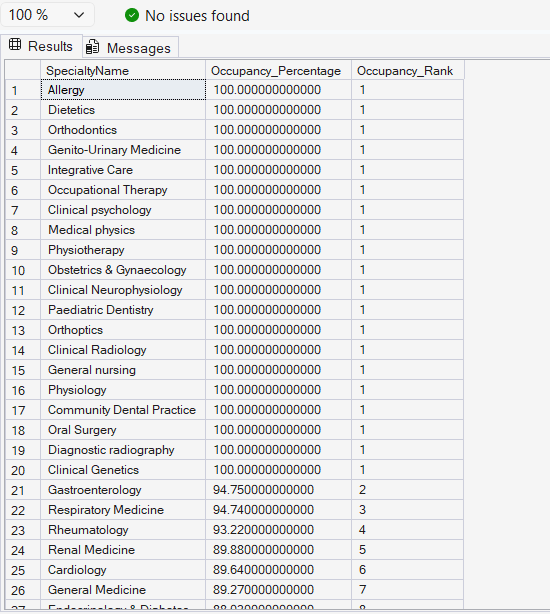 100 %
No issues found
Results Messages
SpecialtyName Occupancy_Percentage Occupancy_Rank
1 Allergy 100.000000000000 1
2 Dietetics 100.000000000000 1
3 Orthodontics 100.000000000000 1
4 Genito-Urinary Medicine 100.000000000000 1
5 Integrative Care 100.000000000000 1
6 Occupational Therapy 100.000000000000 1
7 Clinical psychology 100.000000000000 1
8 Medical physics 100.000000000000 1
9 Physiotherapy 100.000000000000 1
10 Obstetrics & Gynaecology 100.000000000000 1
11 Clinical Neurophysiology 100.000000000000 1
12 Paediatric Dentistry 100.000000000000 1
13 Orthoptics 100.000000000000 1
14 Clinical Radiology 100.000000000000 1
15 General nursing 100.000000000000 1
16 Physiology 100.000000000000 1
17 Community Dental Practice 100.000000000000 1
18 Oral Surgery 100.000000000000 1
19 Diagnostic radiography 100.000000000000 1
20 Clinical Genetics 100.000000000000 1
21 Gastroenterology 94.750000000000 2
22 Respiratory Medicine 94.740000000000 3
23 Rheumatology 93.220000000000 4
24 Renal Medicine 89.880000000000 5
25 Cardiology 89.640000000000 6
26 General Medicine 89.270000000000 7
27 Endocrinology & Diabetes 88.930000000000 8